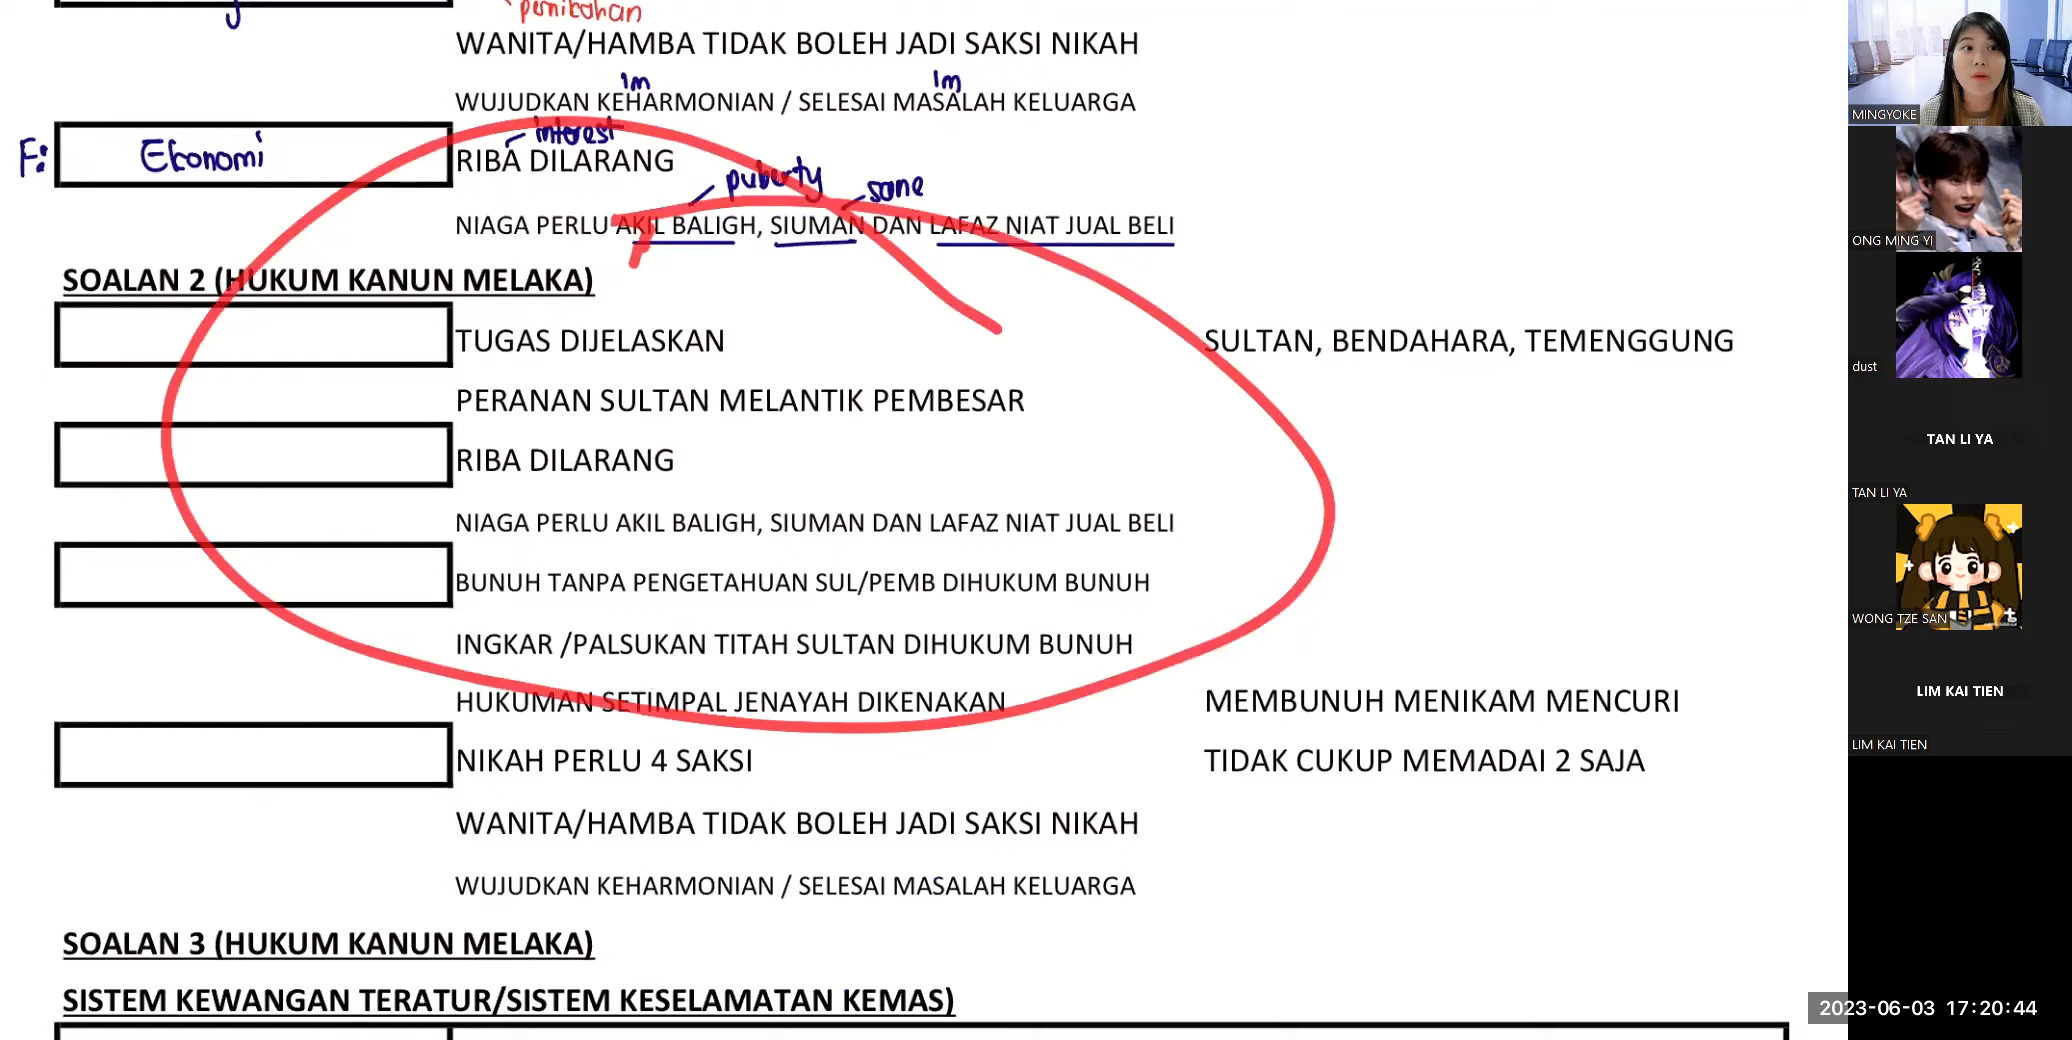 pernikahan
WANITA/HAMBA TIDAK BOLEH JADI SAKSI NIKAH
1m 1m
WUJUDKAN KEHARMONIAN / SELESAI MASALAH KELUARGA
interest
F: Ekonomi RIBA DILARANG
puberty sane
NIAGA PERLU AKIL BALIGH, SIUMAN DAN LAFAZ NIAT JUAL BELI
SOALAN 2 (HUKUM KANUN MELAKA)
TUGAS DIJELASKAN SULTAN, BENDAHARA, TEMENGGUNG
PERANAN SULTAN MELANTIK PEMBESAR
RIBA DILARANG
NIAGA PERLU AKIL BALIGH, SIUMAN DAN LAFAZ NIAT JUAL BELI
BUNUH TANPA PENGETAHUAN SUL/PEMB DIHUKUM BUNUH
INGKAR /PALSUKAN TITAH SULTAN DIHUKUM BUNUH
HUKUMAN SETIMPAL JENAYAH DIKENAKAN MEMBUNUH MENIKAM MENCURI
NIKAH PERLU 4 SAKSI TIDAK CUKUP MEMADAI 2 SAJA
WANITA/HAMBA TIDAK BOLEH JADI SAKSI NIKAH
WUJUDKAN KEHARMONIAN / SELESAI MASALAH KELUARGA
SOALAN 3 (HUKUM KANUN MELAKA)
SISTEM KEWANGAN TERATUR/SISTEM KESELAMATAN KEMAS)
MINGYOKE
ONG MING YI
dust
TAN LI YA
TAN LI YA
WONG TZE SAN
LIM KAI TIEN
LIM KAI TIEN
2023-06-03 17:20:44